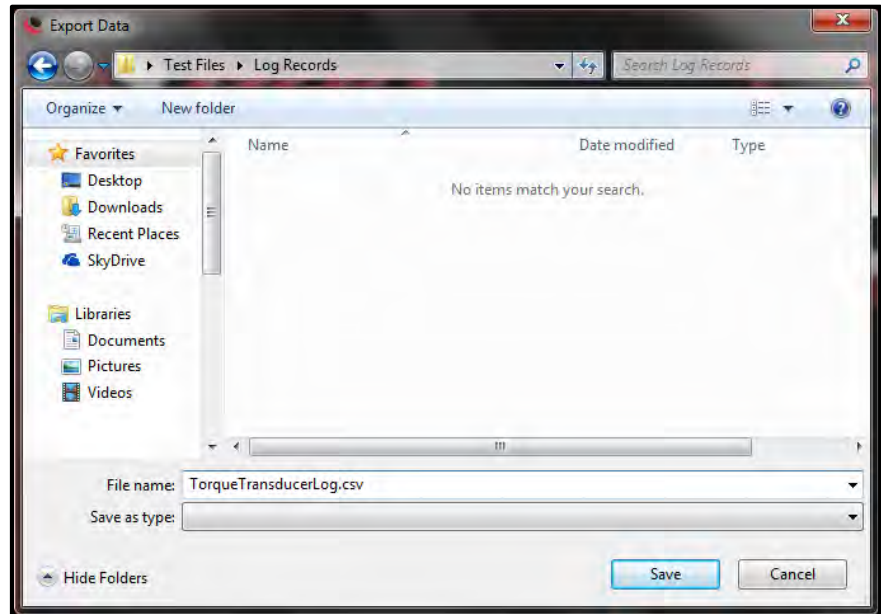 Export Data
Test Files Log Records Search Log Records
Organize New folder
Name Date modified Type
No items match your search.
Favorites
Desktop
Downloads
Recent Places
SkyDrive
Libraries
Documents
Pictures
Videos
File name: TorqueTransducerLog.csv
Save as type:
Hide Folders Save Cancel